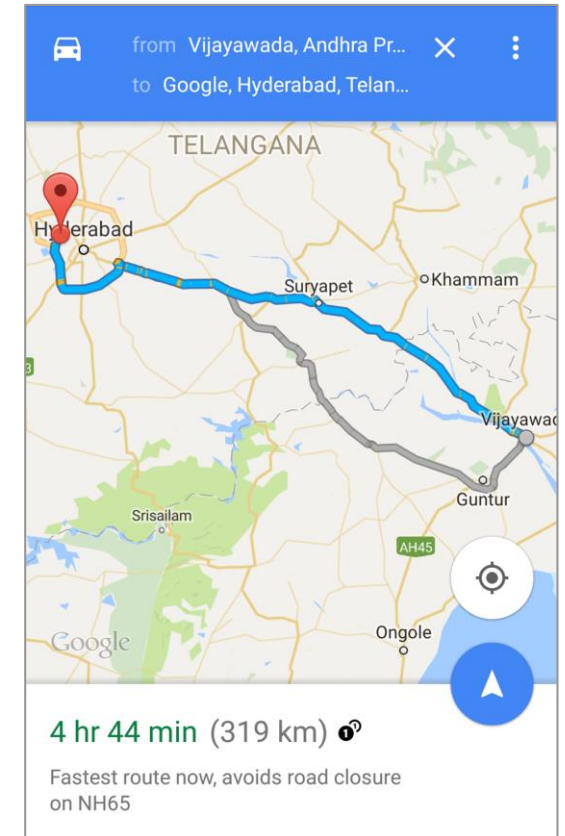 from Vijayawada, Andhra Pr...
to Google, Hyderabad, Telan...
TELANGANA
Hyderabad
Suryapet
Khammam
3
Vijayawad
Guntur
Srisailam
AH45
Google
Ongole
4 hr 44 min (319 km)
Fastest route now, avoids road closure
on NH65